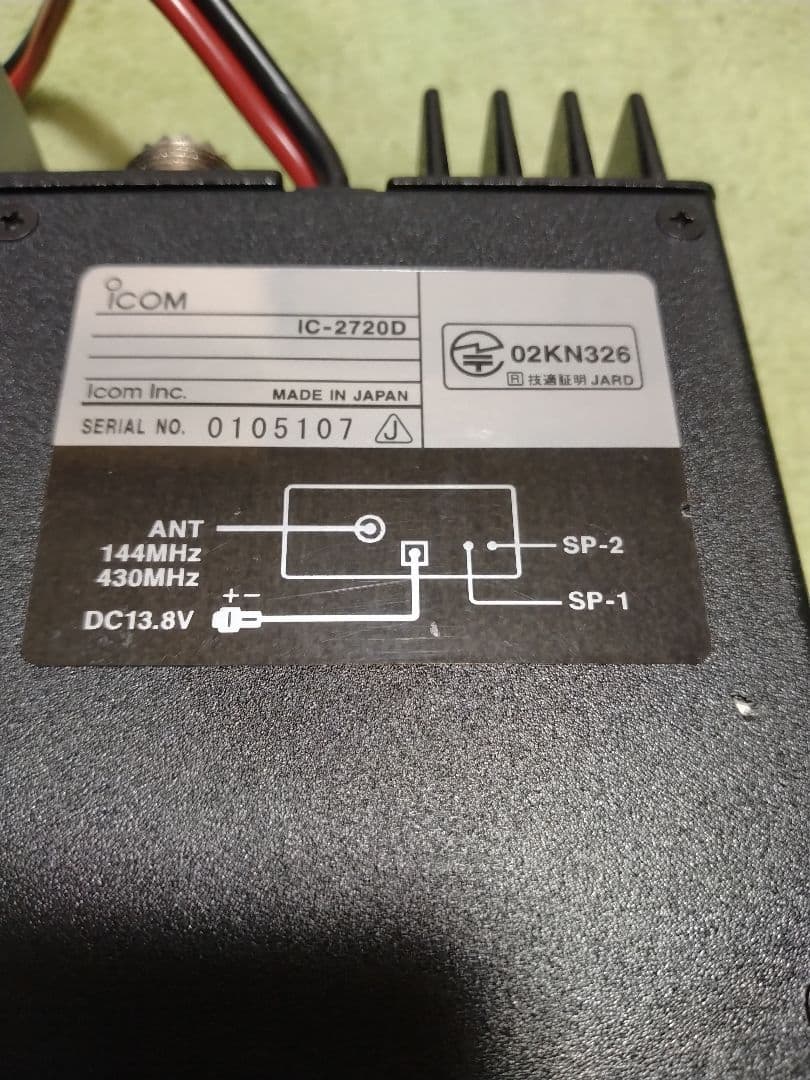 ICOM
IC-2720D
Icom Inc. MADE IN JAPAN
SERIAL NO. 0105107 J
02KN326
R 技適証明 JARD
ANT
144MHz
430MHz
+ −
DC13.8V
SP-2
SP-1